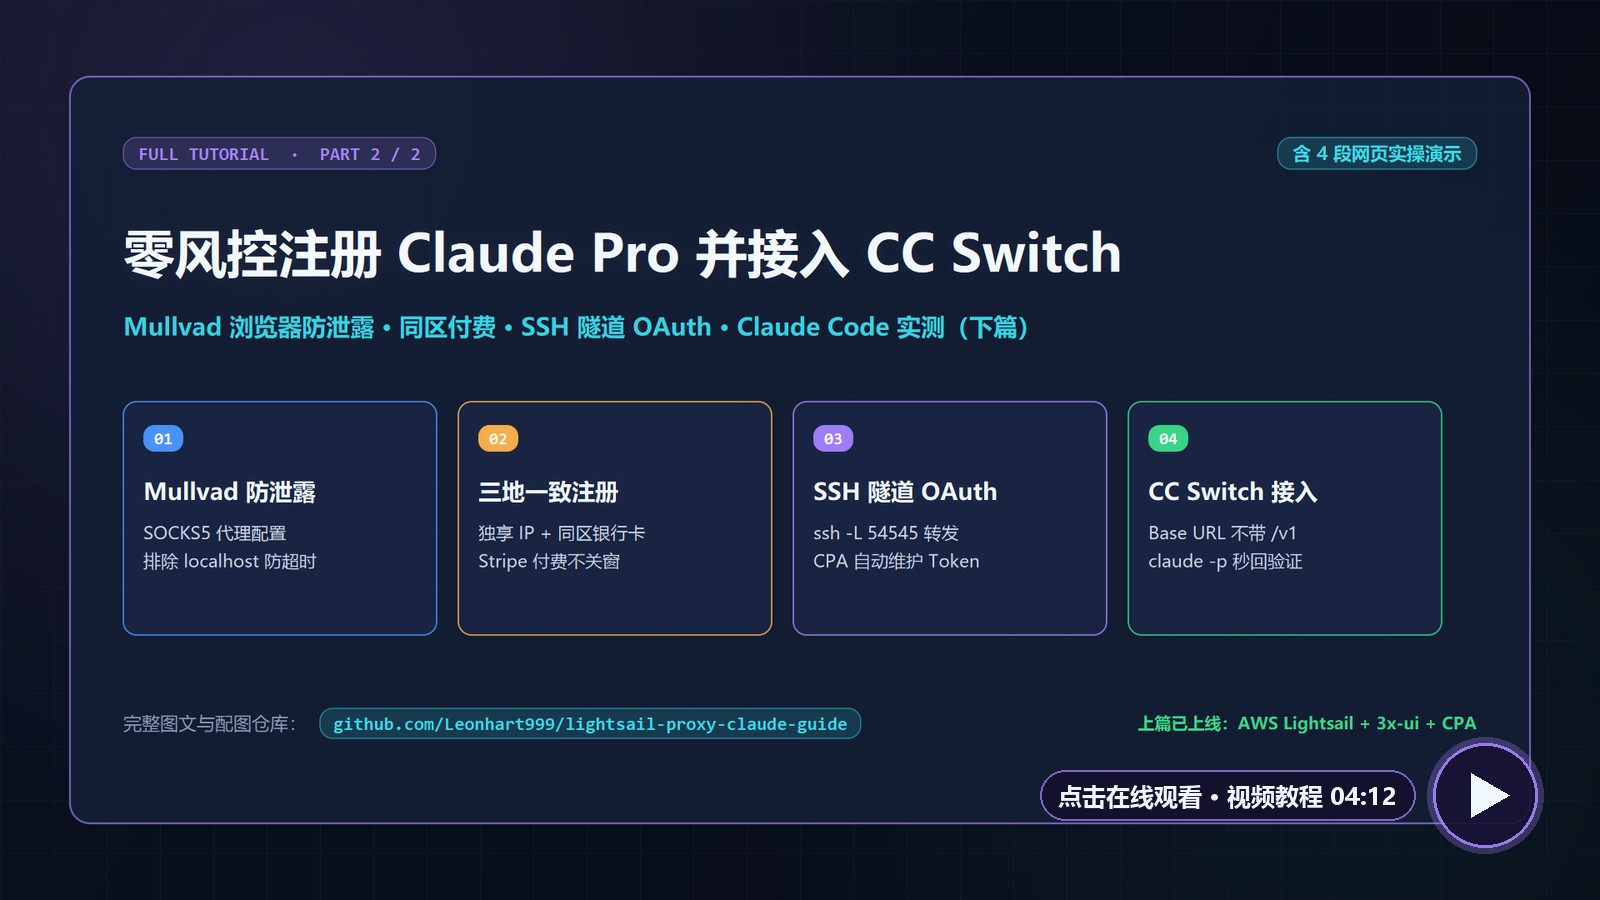 FULL TUTORIAL · PART 2 / 2
含 4 段网页实操演示
零风控注册 Claude Pro 并接入 CC Switch
Mullvad 浏览器防泄露 • 同区付费 • SSH 隧道 OAuth • Claude Code 实测（下篇）
01
Mullvad 防泄露
SOCKS5 代理配置
排除 localhost 防超时
02
三地一致注册
独享 IP + 同区银行卡
Stripe 付费不关窗
03
SSH 隧道 OAuth
ssh -L 54545 转发
CPA 自动维护 Token
04
CC Switch 接入
Base URL 不带 /v1
claude -p 秒回验证
完整图文与配图仓库：
github.com/Leonhart999/lightsail-proxy-claude-guide
上篇已上线：AWS Lightsail + 3x-ui + CPA
点击在线观看 • 视频教程 04:12